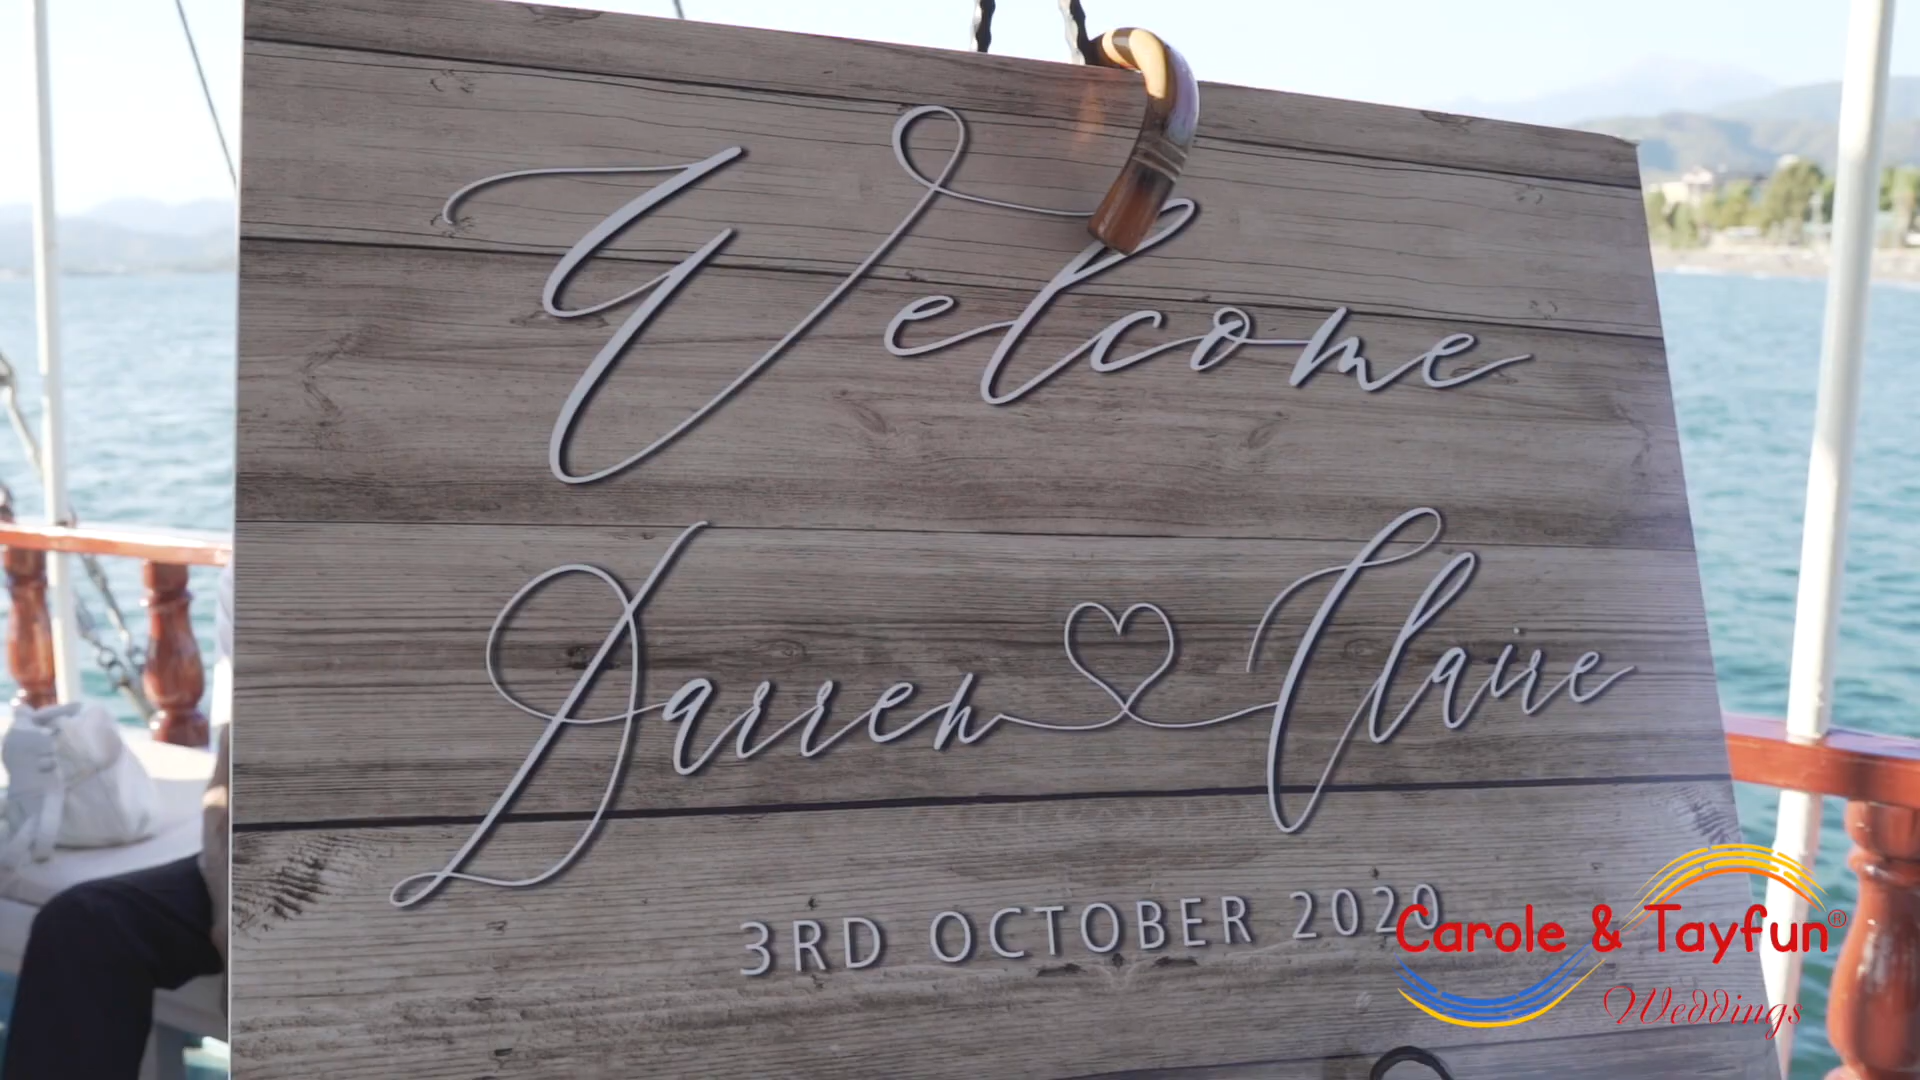 Welcome
Darren Claire
3RD OCTOBER 2020
Carole & Tayfun®
Weddings